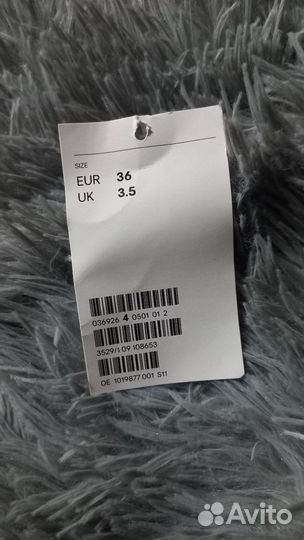 SIZE
EUR 36
UK 3.5
036926 4 0501 01 2
3529/1 09 108653
OE 1019877 001 S11
Avito